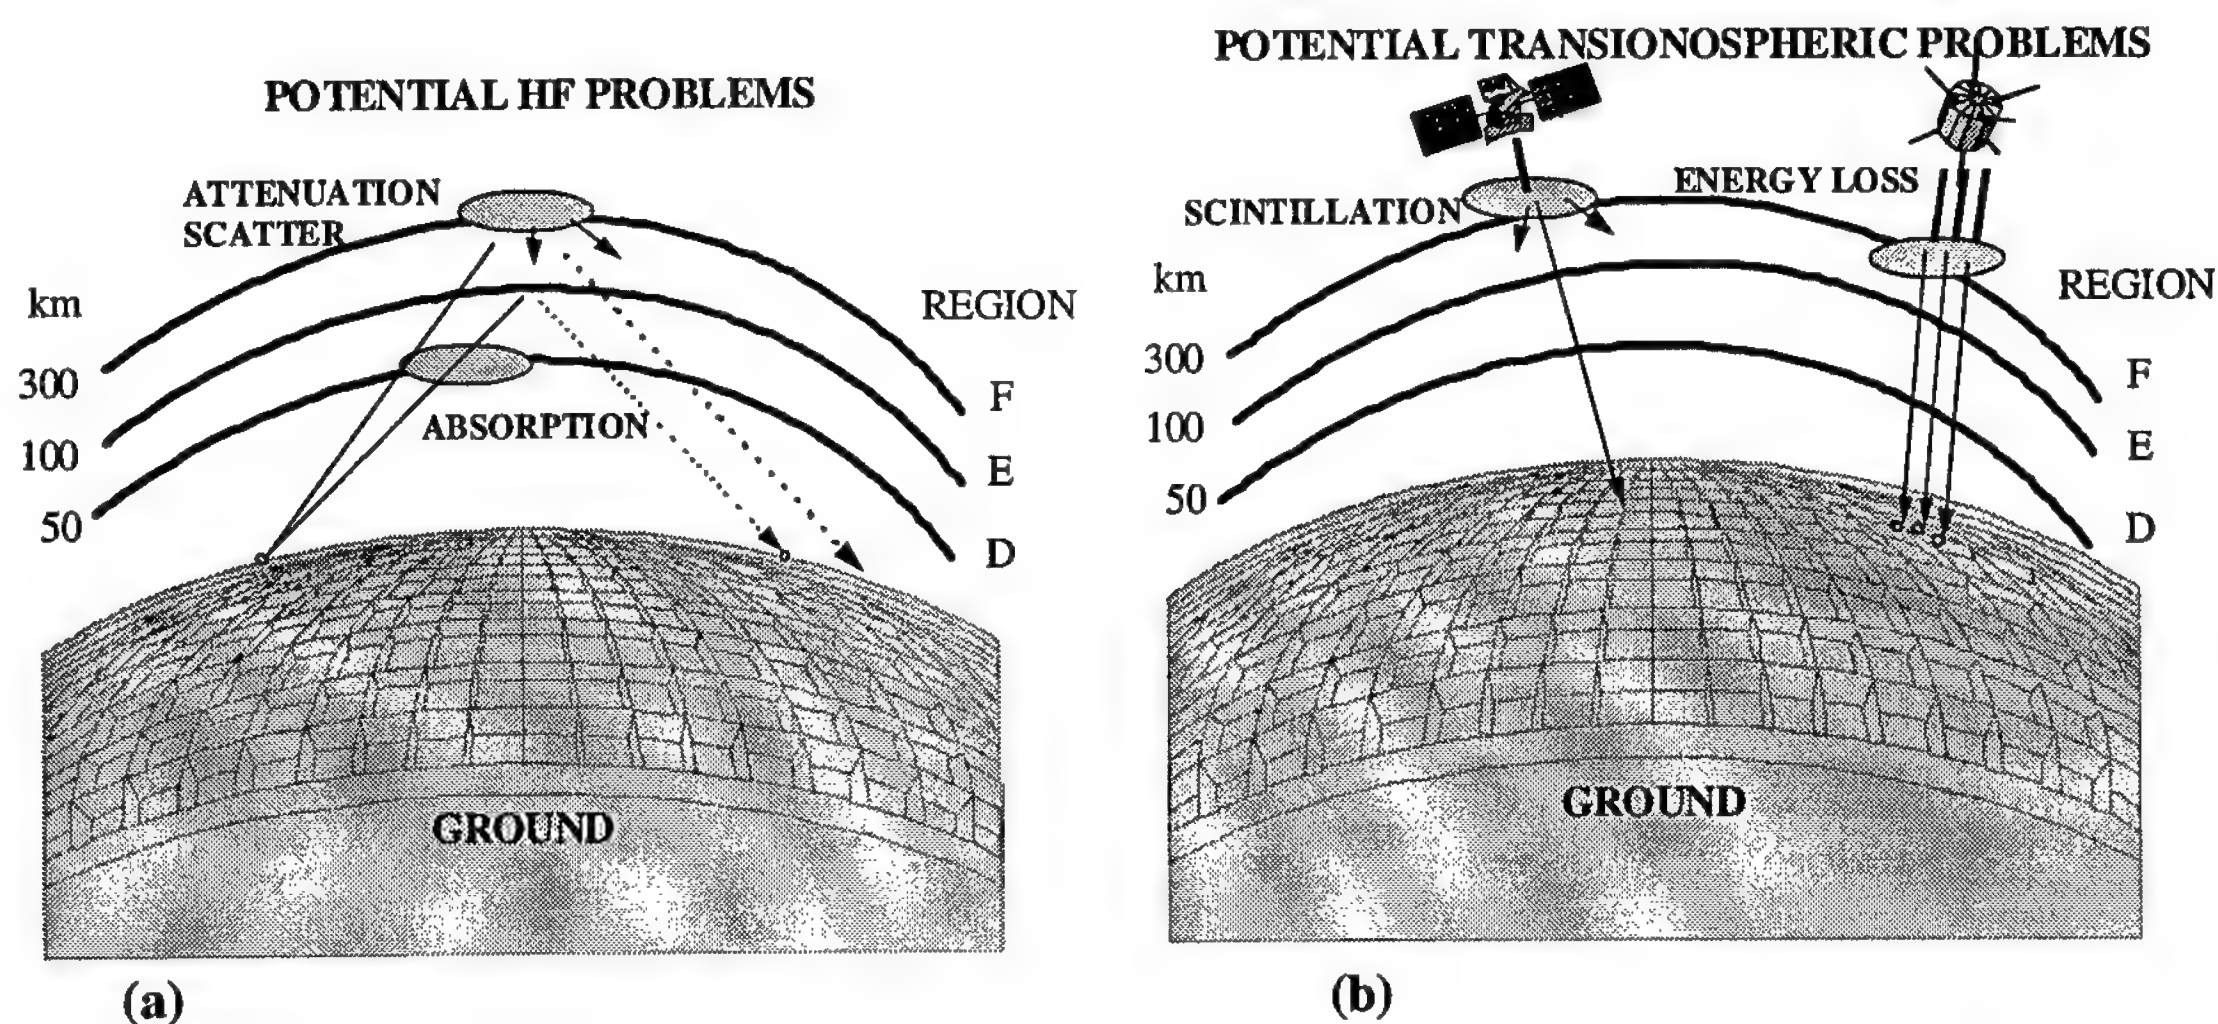 POTENTIAL HF PROBLEMS
ATTENUATION
SCATTER
km
REGION
300
F
100
E
50
D
ABSORPTION
GROUND
(a)
POTENTIAL TRANSIONOSPHERIC PROBLEMS
ENERGY LOSS
SCINTILLATION
km
REGION
300
F
100
E
50
D
GROUND
(b)